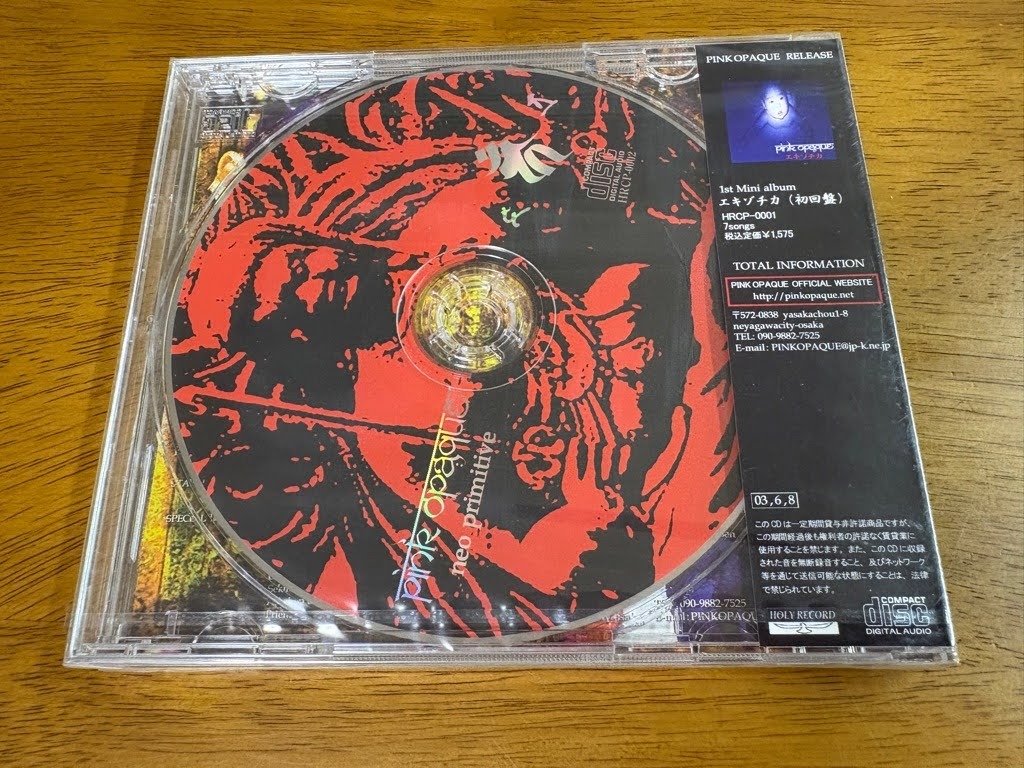 PINK OPAQUE RELEASE
pink opaque
エキゾチカ
1st Mini album
エキゾチカ（初回盤）
HRCP-0001
7songs
税込定価￥1,575
TOTAL INFORMATION
PINK OPAQUE OFFICIAL WEBSITE
http://pinkopaque.net
〒572-0838 yasakachou1-8
neyagawacity-osaka
TEL: 090-9882-7525
E-mail: PINKOPAQUE@jp-k.ne.jp
03,6,8
このCDは一定期間貸与非許諾商品ですが、
この期間経過後も権利者の許諾なく賃貸業に
使用することを禁じます。また、このCDに収録
された音を無断録音すること、及びネットワーク
等を通じて送信可能な状態にすることは、法律
で禁じられています。
HOLY RECORD
COMPACT
disc
DIGITAL AUDIO
COMPACT
disc
DIGITAL AUDIO
HRCP-0002
pink opaque
neo primitive
090-9882-7525
E-mail: PINKOPAQU